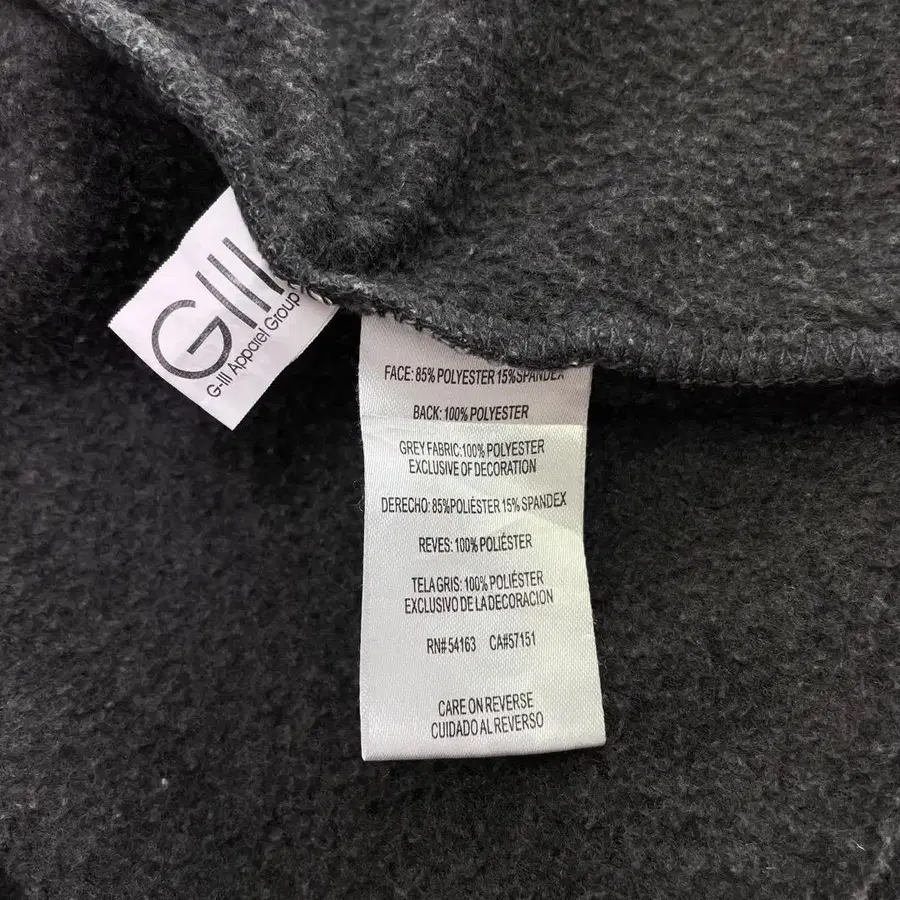 GIII
G-III Apparel Group
FACE: 85% POLYESTER 15%SPANDEX
BACK: 100% POLYESTER
GREY FABRIC:100% POLYESTER
EXCLUSIVE OF DECORATION
DERECHO: 85%POLIÉSTER 15% SPANDEX
REVES: 100% POLIÉSTER
TELA GRIS: 100% POLIÉSTER
EXCLUSIVO DE LA DECORACION
RN# 54163 CA#57151
CARE ON REVERSE
CUIDADO AL REVERSO